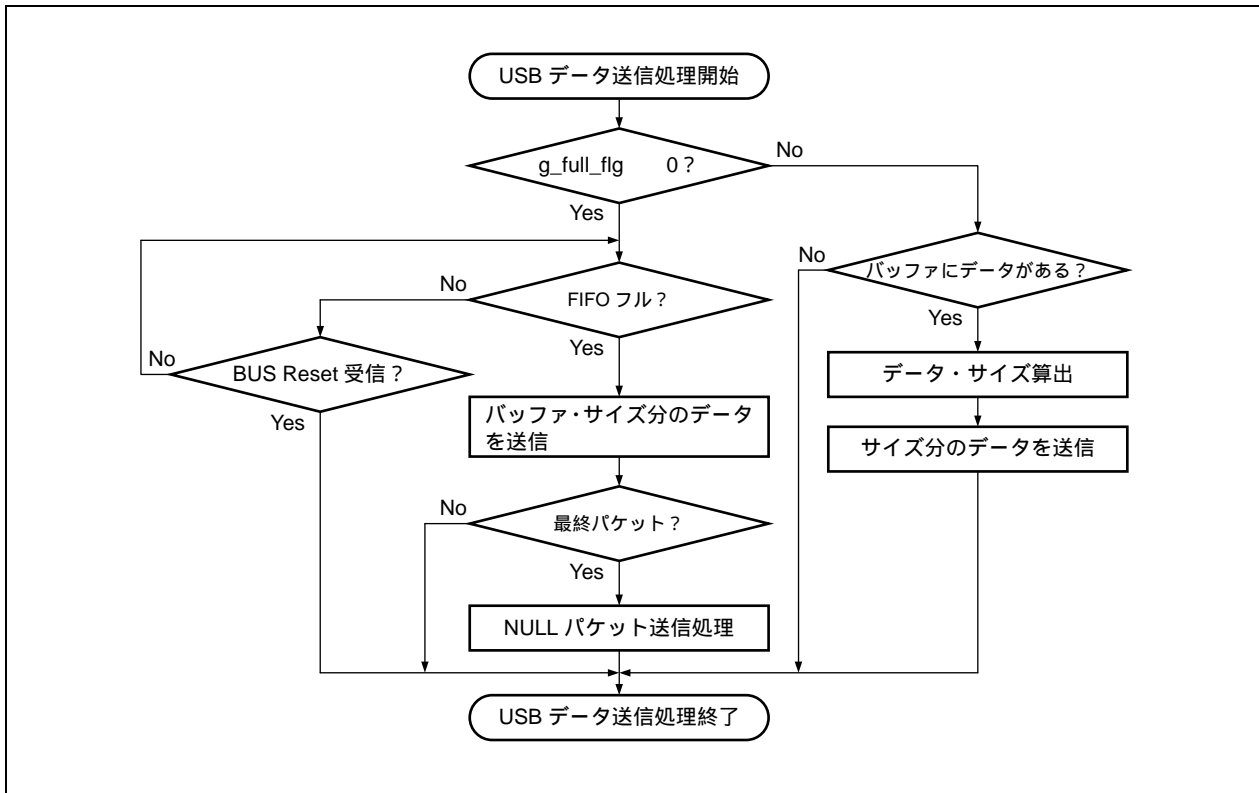 USB データ送信処理開始
g_full_flg 0？
No
Yes
No
バッファにデータがある？
No
FIFO フル？
Yes
Yes
No
BUS Reset 受信？
データ・サイズ算出
Yes
バッファ・サイズ分のデータ
を送信
サイズ分のデータを送信
No
最終パケット？
Yes
NULL パケット送信処理
USB データ送信処理終了